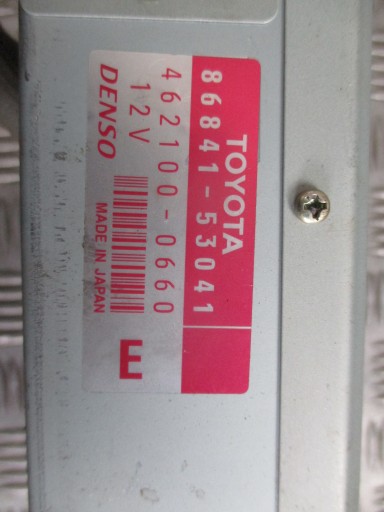 TOYOTA
86841-53041
462100-0660
12V
DENSO
MADE IN JAPAN
E